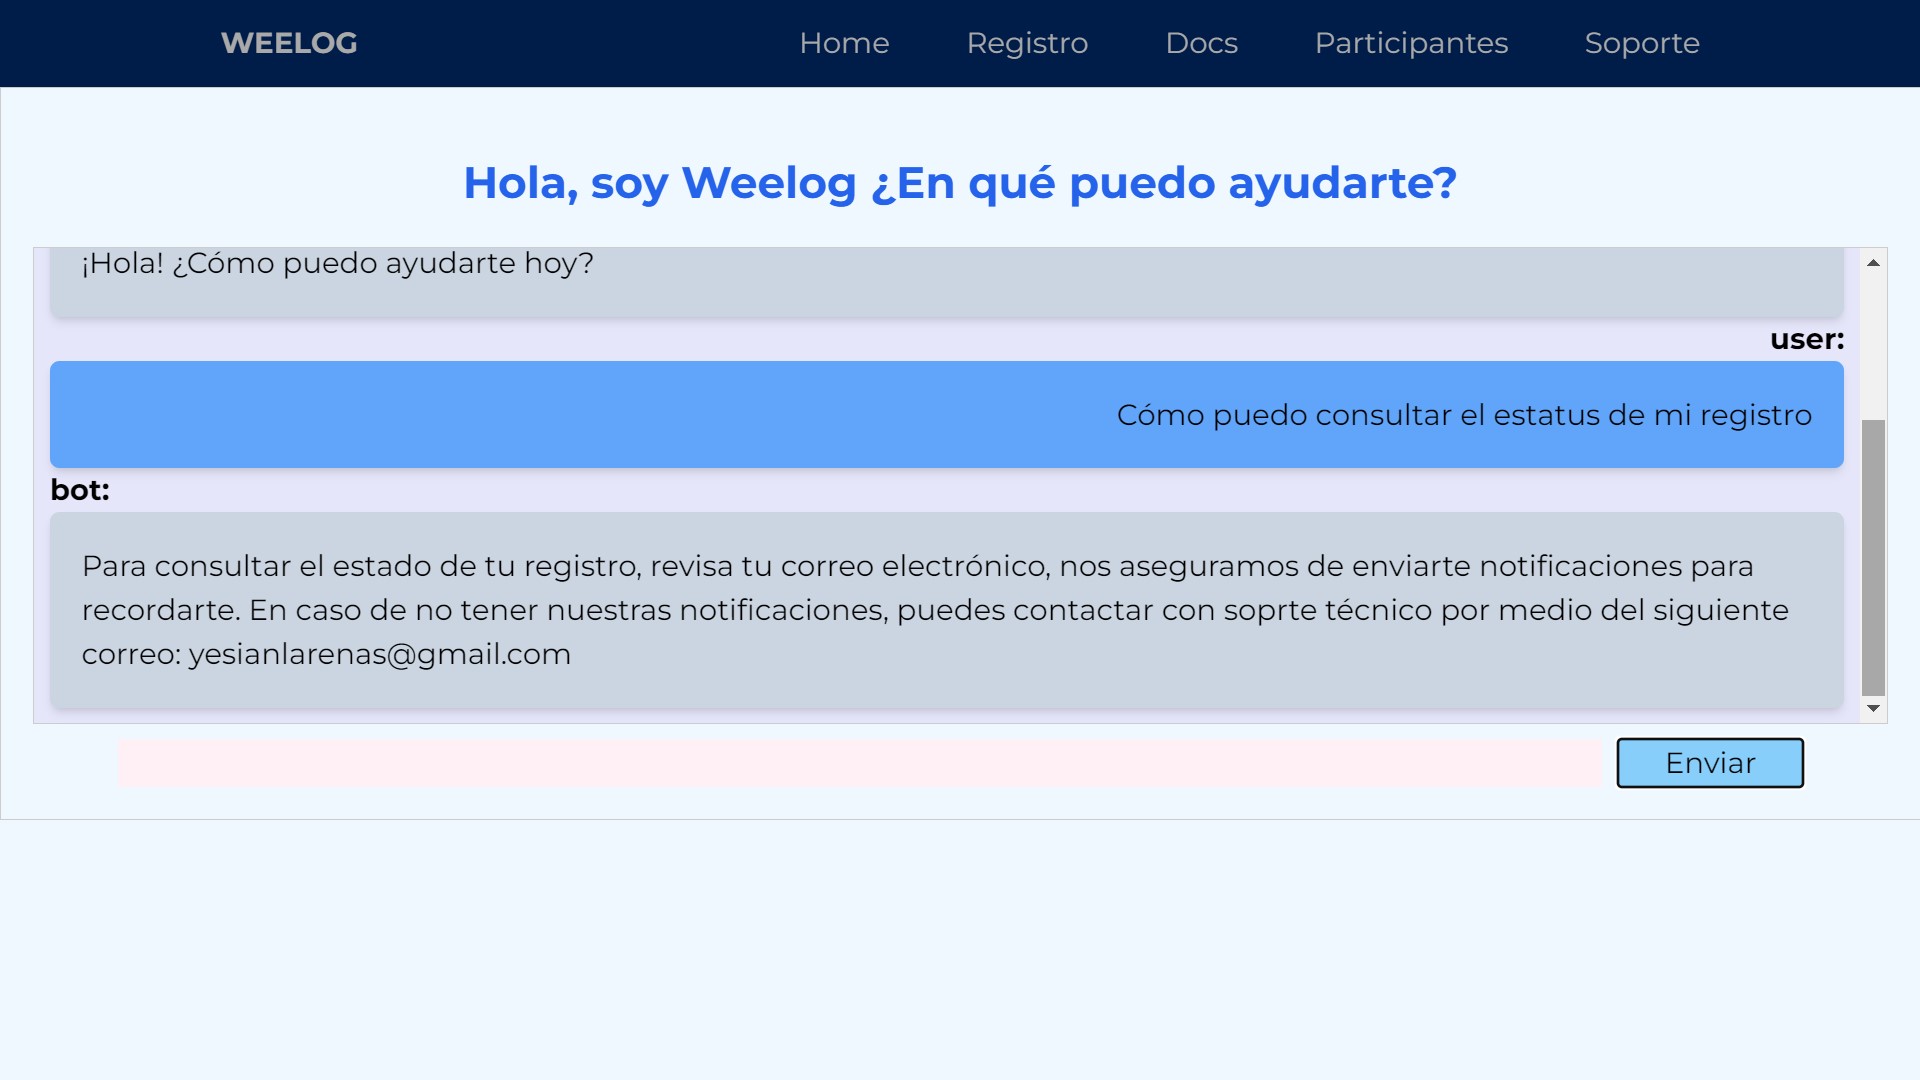 WEELOG
Home Registro Docs Participantes Soporte
Hola, soy Weelog ¿En qué puedo ayudarte?
¡Hola! ¿Cómo puedo ayudarte hoy?
user:
Cómo puedo consultar el estatus de mi registro
bot:
Para consultar el estado de tu registro, revisa tu correo electrónico, nos aseguramos de enviarte notificaciones para
recordarte. En caso de no tener nuestras notificaciones, puedes contactar con soprte técnico por medio del siguiente
correo: yesianlarenas@gmail.com
Enviar